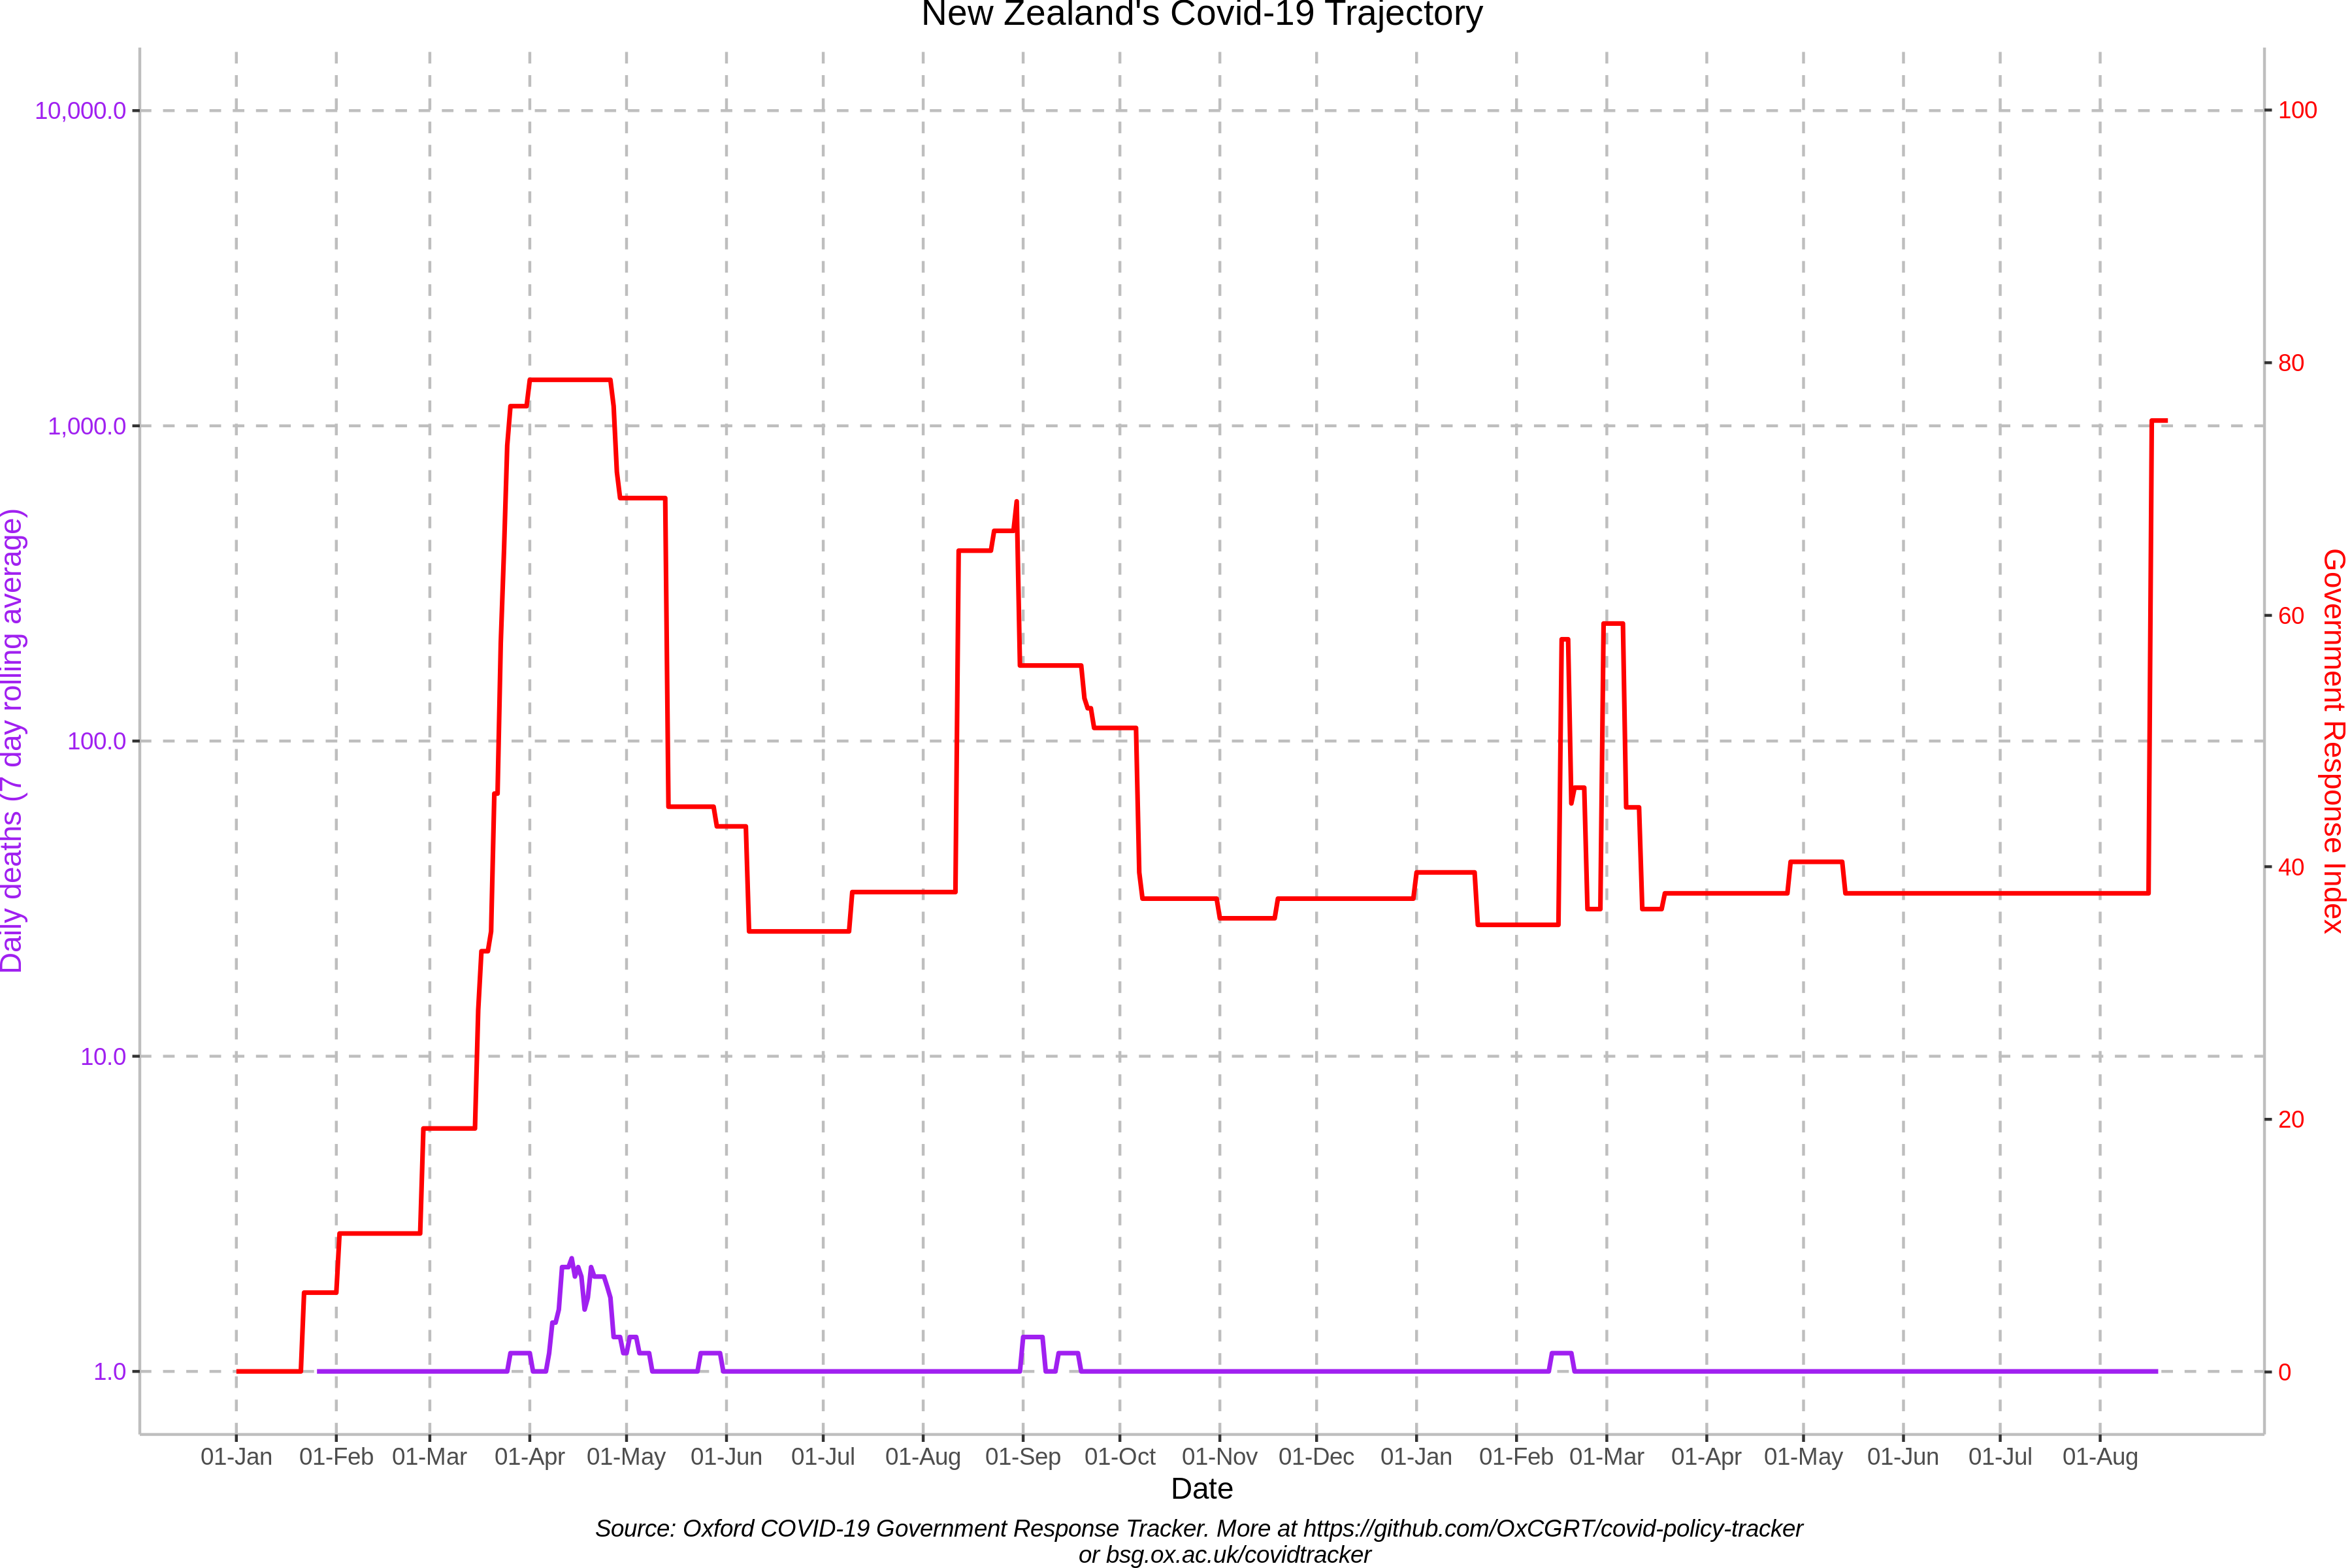 New Zealand's Covid-19 Trajectory
10,000.0
1,000.0
100.0
10.0
1.0
Daily deaths (7 day rolling average)
100
80
60
40
20
0
Government Response Index
01-Jan 01-Feb 01-Mar 01-Apr 01-May 01-Jun 01-Jul 01-Aug 01-Sep 01-Oct 01-Nov 01-Dec 01-Jan 01-Feb 01-Mar 01-Apr 01-May 01-Jun 01-Jul 01-Aug
Date
Source: Oxford COVID-19 Government Response Tracker. More at https://github.com/OxCGRT/covid-policy-tracker
or bsg.ox.ac.uk/covidtracker